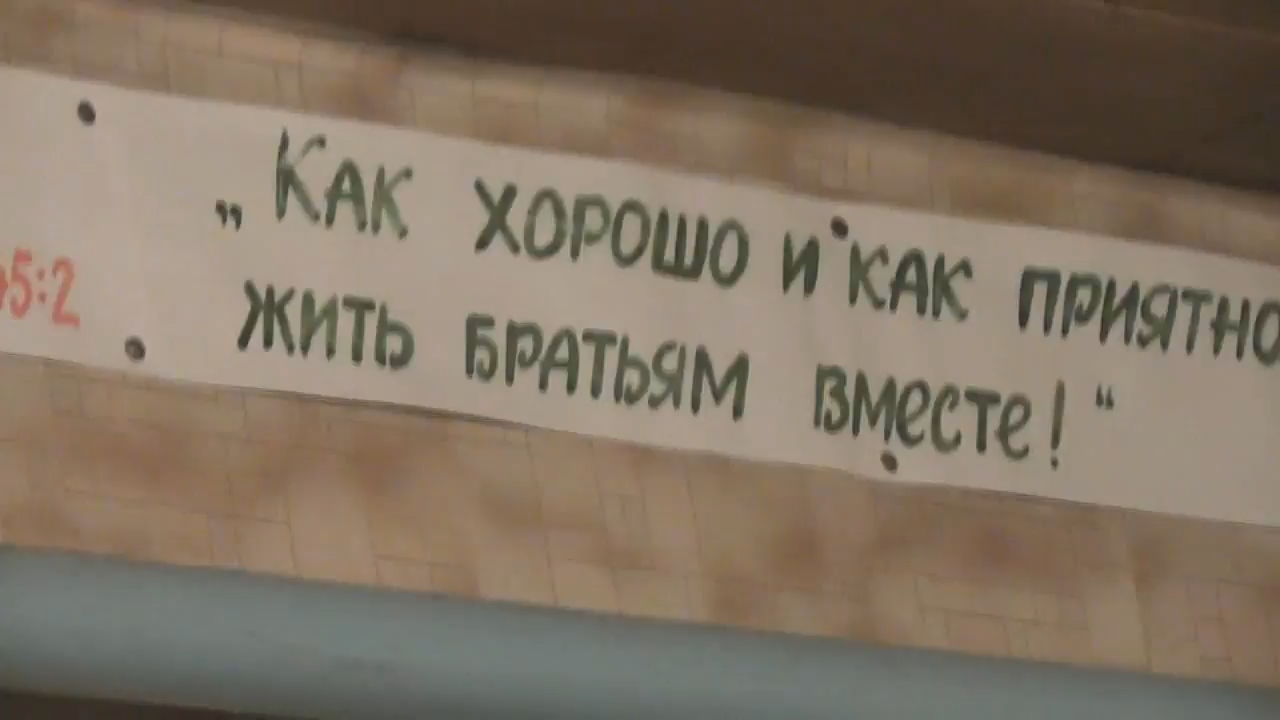 „Как хорошо и как приятно
жить братьям вместе!“
5:2